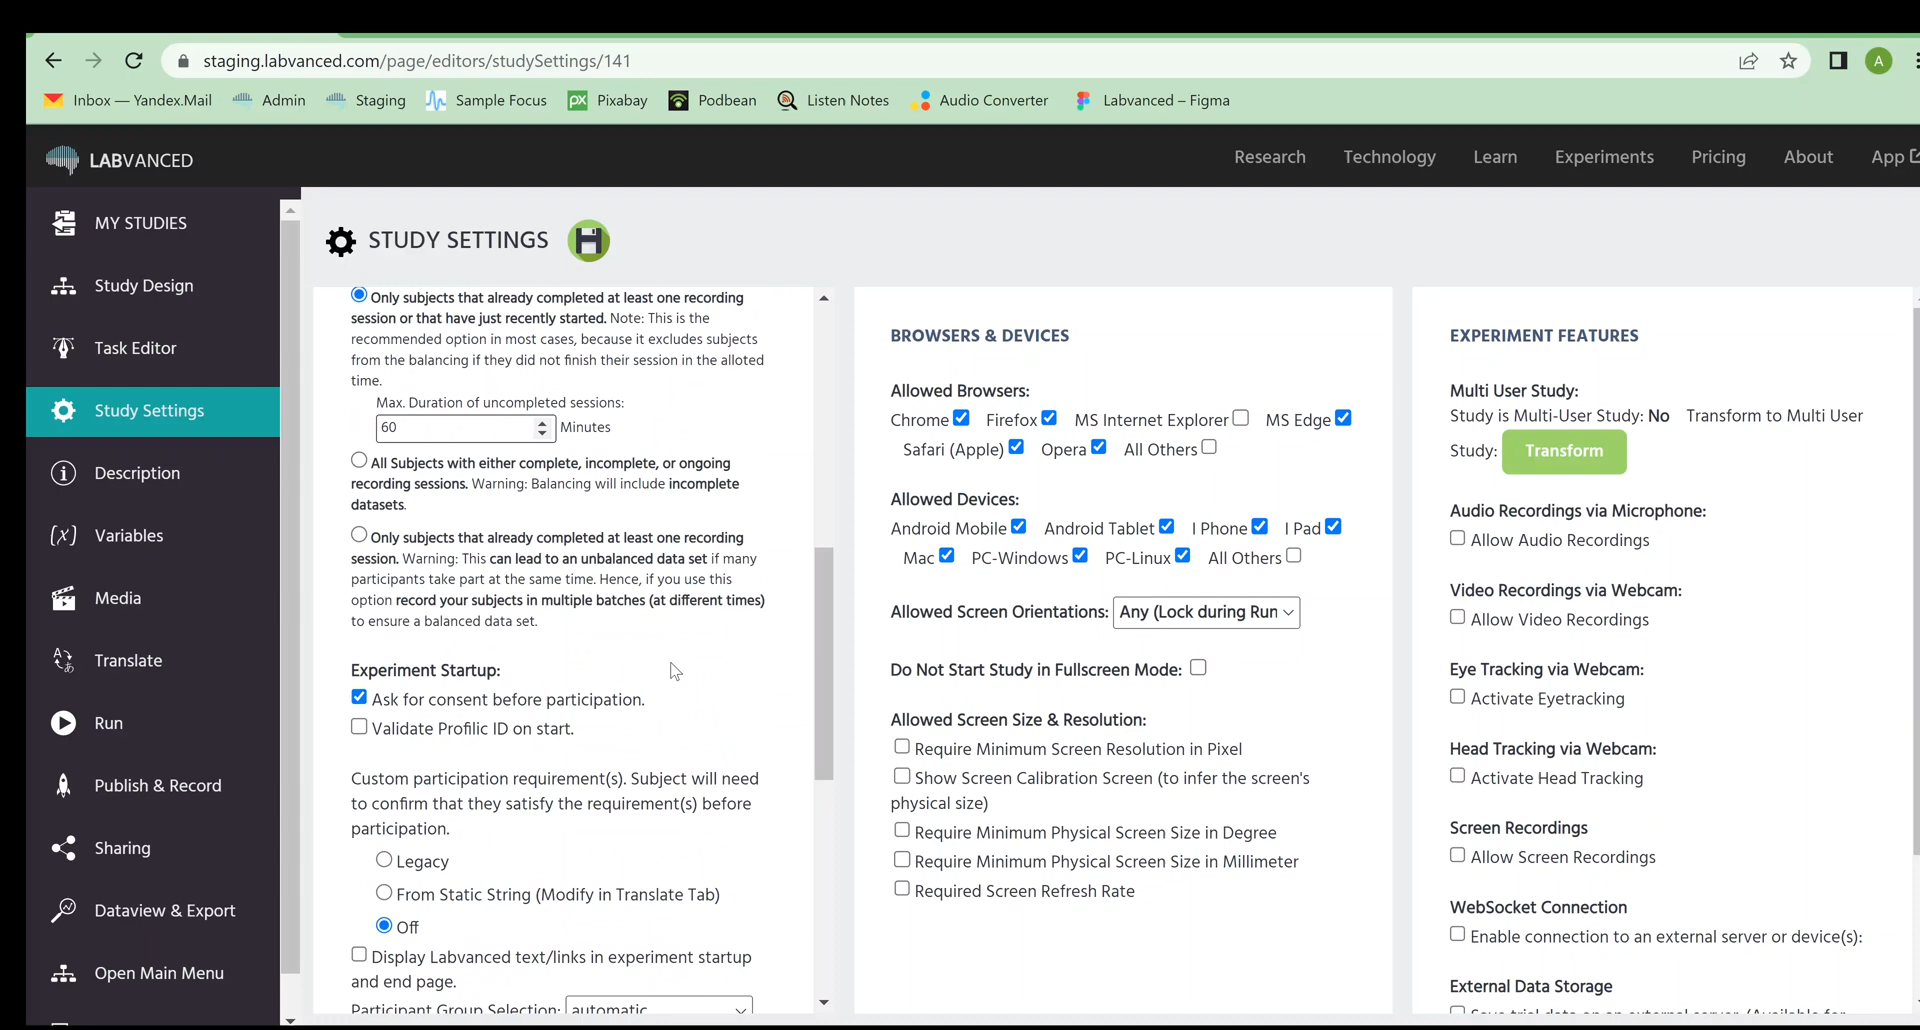 staging.labvanced.com/page/editors/studySettings/141
A
Inbox — Yandex.Mail
Admin
Staging
Sample Focus
Pixabay
Podbean
Listen Notes
Audio Converter
Labvanced – Figma
LABVANCED
Research
Technology
Learn
Experiments
Pricing
About
App
MY STUDIES
Study Design
Task Editor
Study Settings
Description
Variables
Media
Translate
Run
Publish & Record
Sharing
Dataview & Export
Open Main Menu
STUDY SETTINGS
Only subjects that already completed at least one recording
session or that have just recently started. Note: This is the
recommended option in most cases, because it excludes subjects
from the balancing if they did not finish their session in the alloted
time.
Max. Duration of uncompleted sessions:
60 Minutes
All Subjects with either complete, incomplete, or ongoing
recording sessions. Warning: Balancing will include incomplete
datasets.
Only subjects that already completed at least one recording
session. Warning: This can lead to an unbalanced data set if many
participants take part at the same time. Hence, if you use this
option record your subjects in multiple batches (at different times)
to ensure a balanced data set.
Experiment Startup:
Ask for consent before participation.
Validate Profilic ID on start.
Custom participation requirement(s). Subject will need
to confirm that they satisfy the requirement(s) before
participation.
Legacy
From Static String (Modify in Translate Tab)
Off
Display Labvanced text/links in experiment startup
and end page.
Participant Group Selection: automatic
BROWSERS & DEVICES
Allowed Browsers:
Chrome Firefox MS Internet Explorer MS Edge
Safari (Apple) Opera All Others
Allowed Devices:
Android Mobile Android Tablet I Phone I Pad
Mac PC-Windows PC-Linux All Others
Allowed Screen Orientations: Any (Lock during Run
Do Not Start Study in Fullscreen Mode:
Allowed Screen Size & Resolution:
Require Minimum Screen Resolution in Pixel
Show Screen Calibration Screen (to infer the screen's
physical size)
Require Minimum Physical Screen Size in Degree
Require Minimum Physical Screen Size in Millimeter
Required Screen Refresh Rate
EXPERIMENT FEATURES
Multi User Study:
Study is Multi-User Study: No Transform to Multi User
Study: Transform
Audio Recordings via Microphone:
Allow Audio Recordings
Video Recordings via Webcam:
Allow Video Recordings
Eye Tracking via Webcam:
Activate Eyetracking
Head Tracking via Webcam:
Activate Head Tracking
Screen Recordings
Allow Screen Recordings
WebSocket Connection
Enable connection to an external server or device(s):
External Data Storage
Save trial data on an external server. (Available for